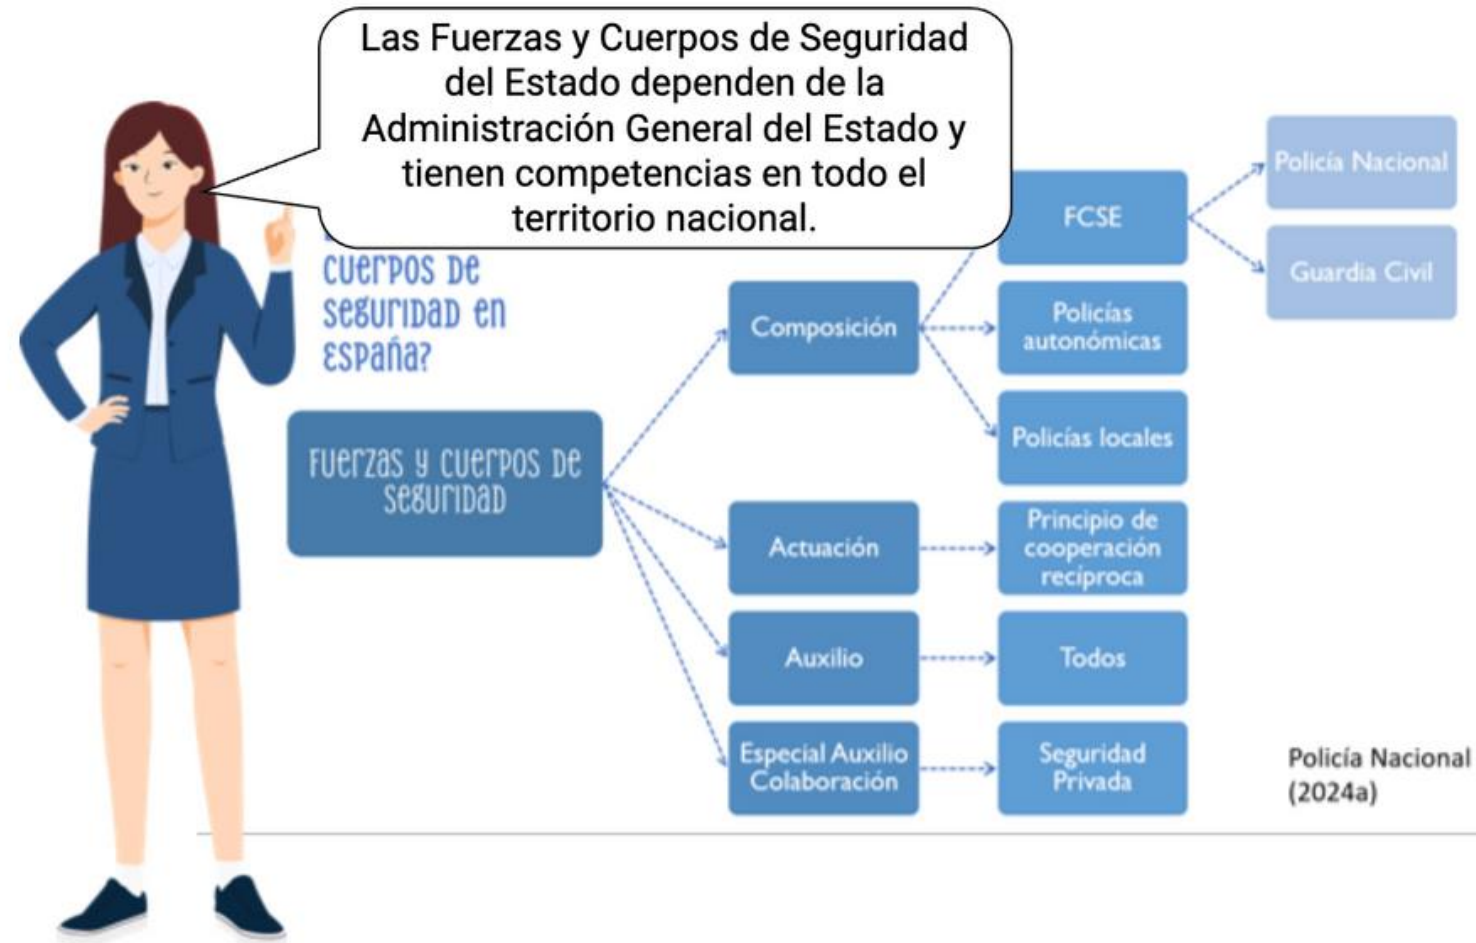 Las Fuerzas y Cuerpos de Seguridad
del Estado dependen de la
Administración General del Estado y
tienen competencias en todo el
territorio nacional.
cuerpos de
seguridad en
españa?
Fuerzas y cuerpos de
seguridad
Composición
FCSE
Policía Nacional
Guardia Civil
Policías
autonómicas
Policías locales
Actuación
Principio de
cooperación
recíproca
Auxilio
Todos
Especial Auxilio
Colaboración
Seguridad
Privada
Policía Nacional
(2024a)